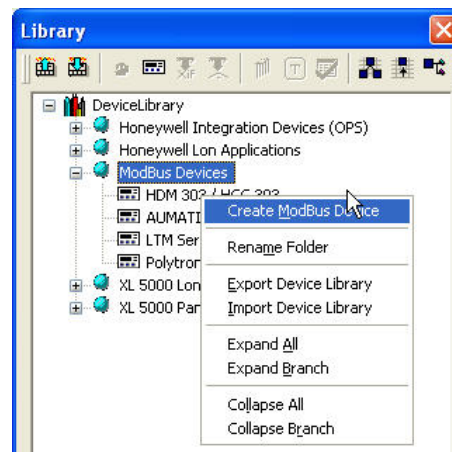 Library
DeviceLibrary
Honeywell Integration Devices (OPS)
Honeywell Lon Applications
ModBus Devices
HDM 303 / HGC 303
AUMATI
LTM Ser
Polytron
XL 5000 Lon
XL 5000 Par
Create ModBus Device
Rename Folder
Export Device Library
Import Device Library
Expand All
Expand Branch
Collapse All
Collapse Branch